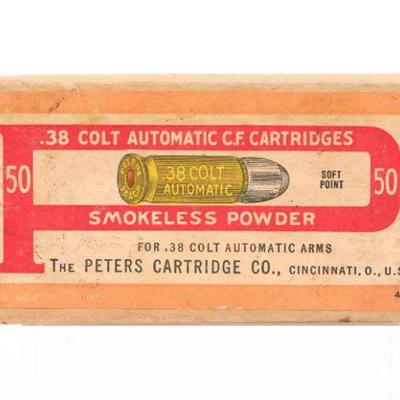 .38 COLT AUTOMATIC C.F. CARTRIDGES
50
.38 COLT
AUTOMATIC
SOFT
POINT
50
SMOKELESS POWDER
FOR .38 COLT AUTOMATIC ARMS
THE PETERS CARTRIDGE CO., CINCINNATI, O., U.S
4